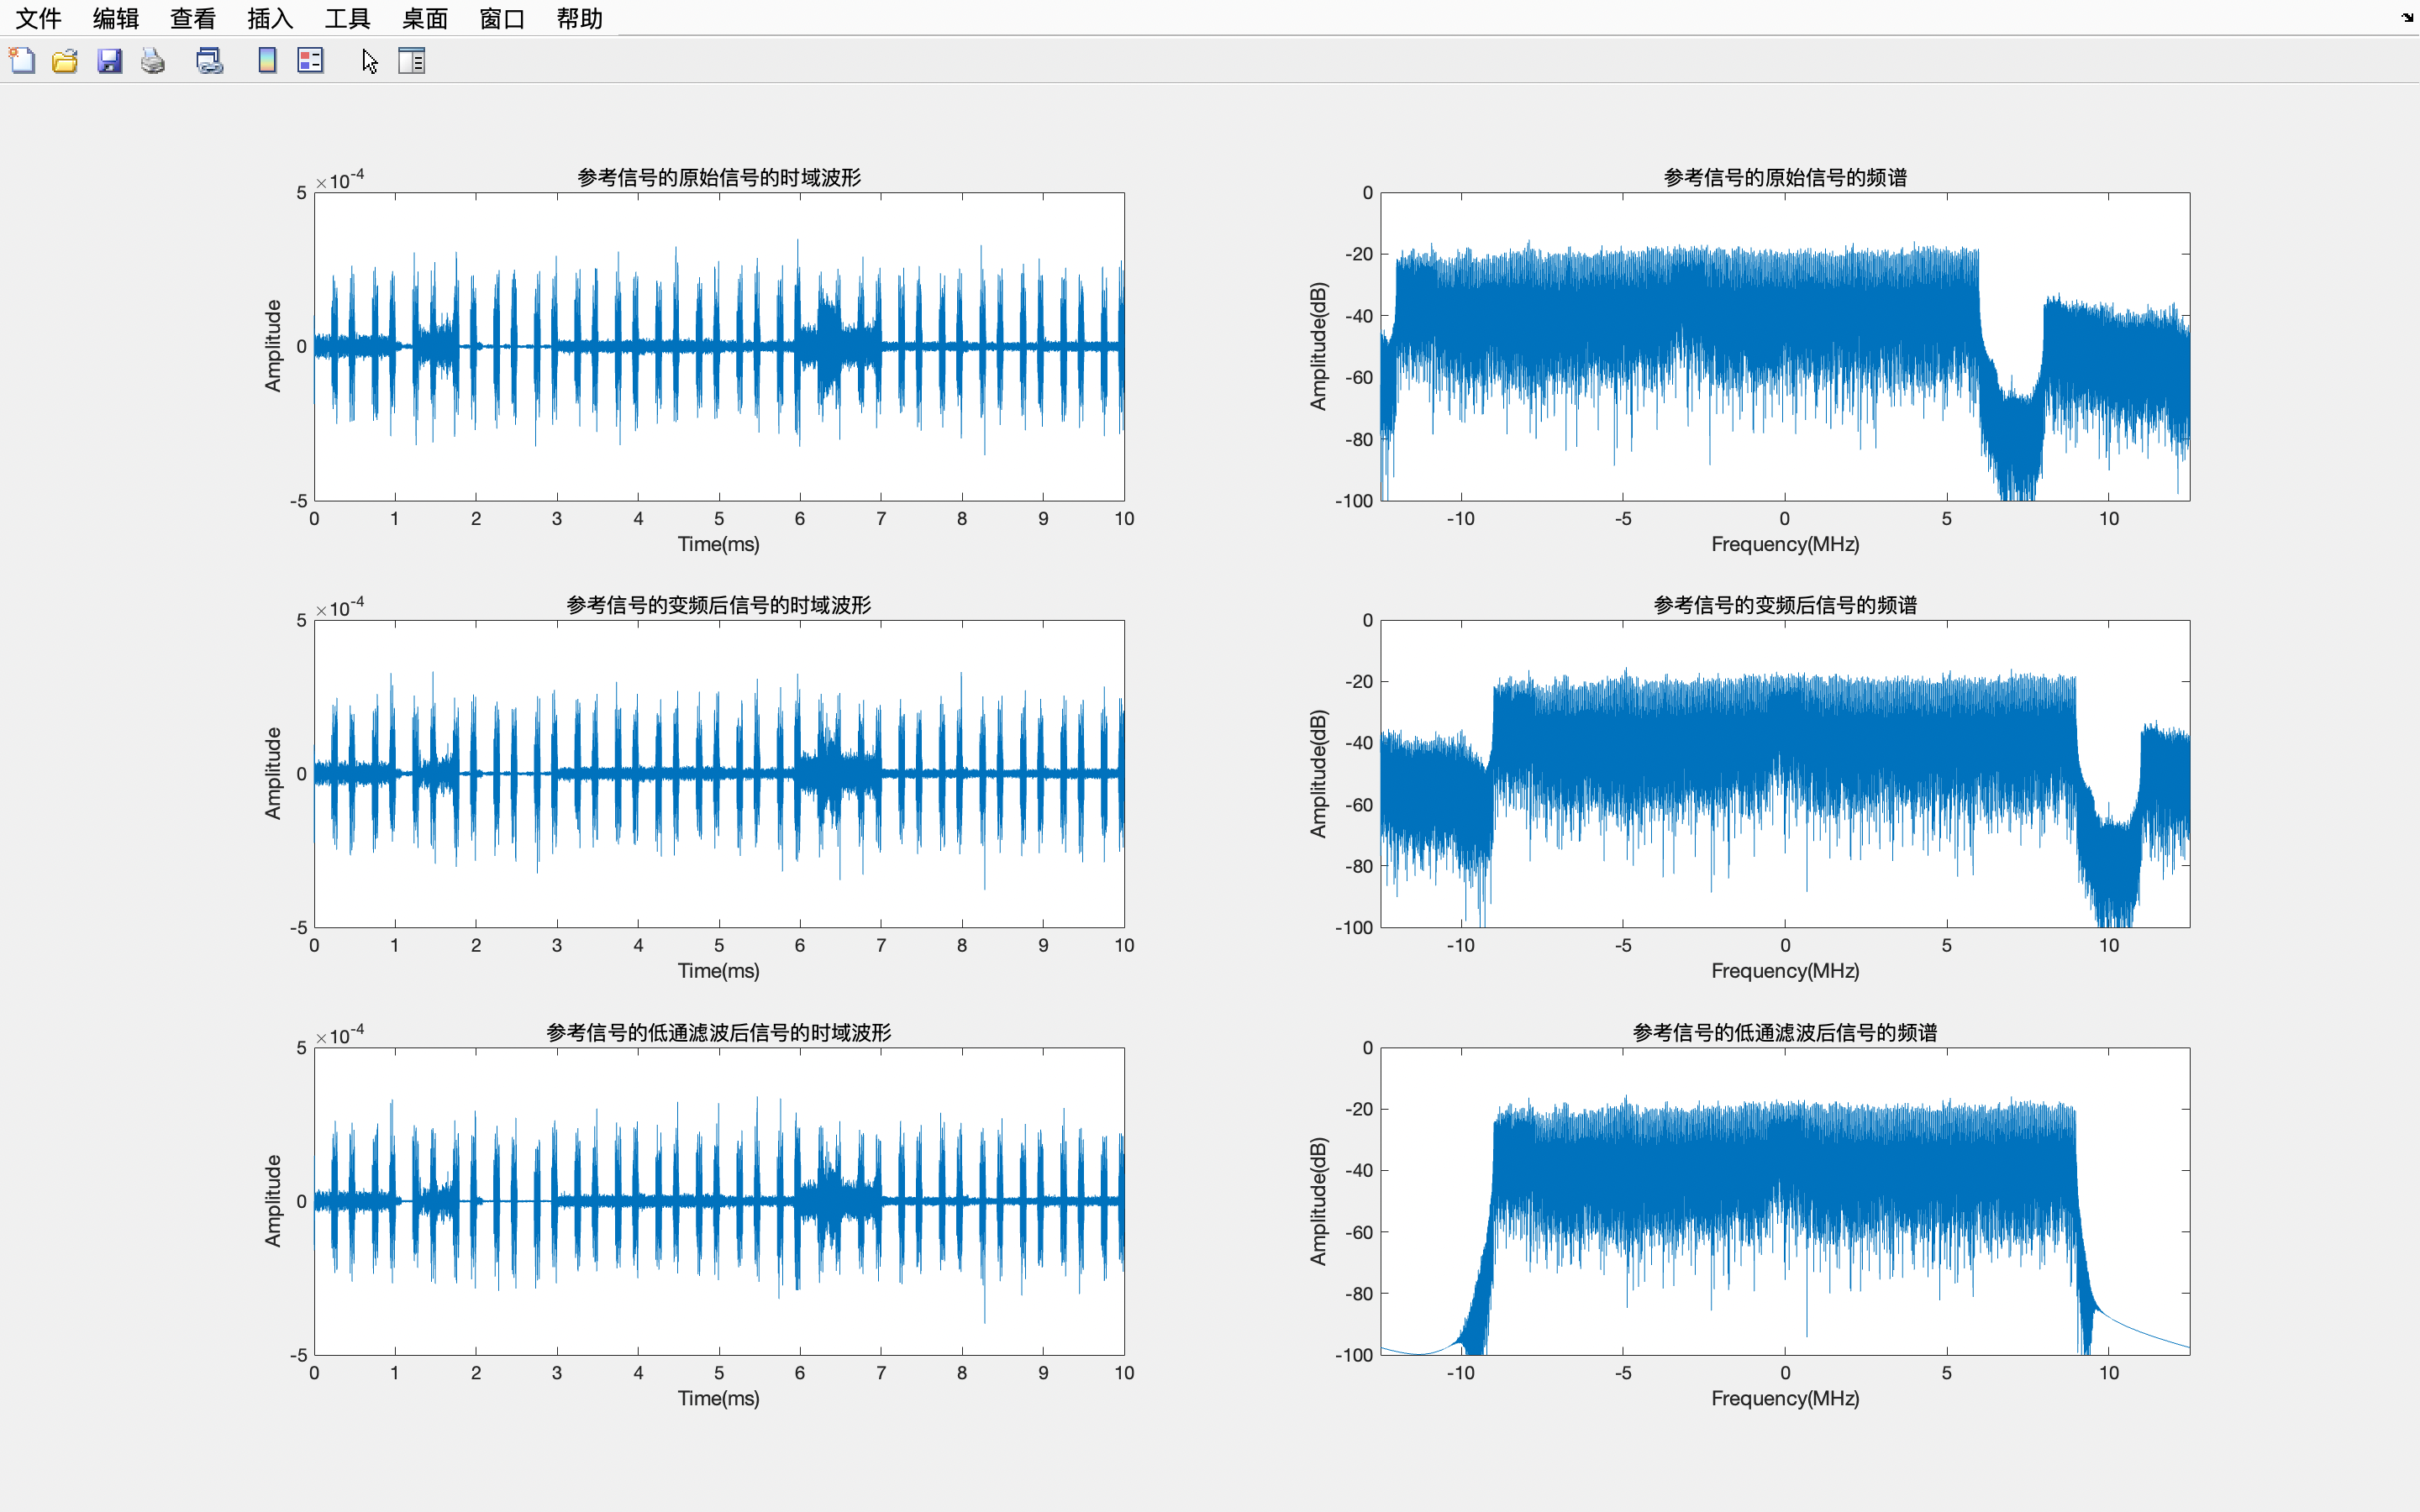 文件 编辑 查看 插入 工具 桌面 窗口 帮助
参考信号的原始信号的时域波形
×10-4
5
0
-5
Amplitude
0 1 2 3 4 5 6 7 8 9 10
Time(ms)
参考信号的原始信号的频谱
0
-20
-40
-60
-80
-100
Amplitude(dB)
-10 -5 0 5 10
Frequency(MHz)
参考信号的变频后信号的时域波形
×10-4
5
0
-5
Amplitude
0 1 2 3 4 5 6 7 8 9 10
Time(ms)
参考信号的变频后信号的频谱
0
-20
-40
-60
-80
-100
Amplitude(dB)
-10 -5 0 5 10
Frequency(MHz)
参考信号的低通滤波后信号的时域波形
×10-4
5
0
-5
Amplitude
0 1 2 3 4 5 6 7 8 9 10
Time(ms)
参考信号的低通滤波后信号的频谱
0
-20
-40
-60
-80
-100
Amplitude(dB)
-10 -5 0 5 10
Frequency(MHz)